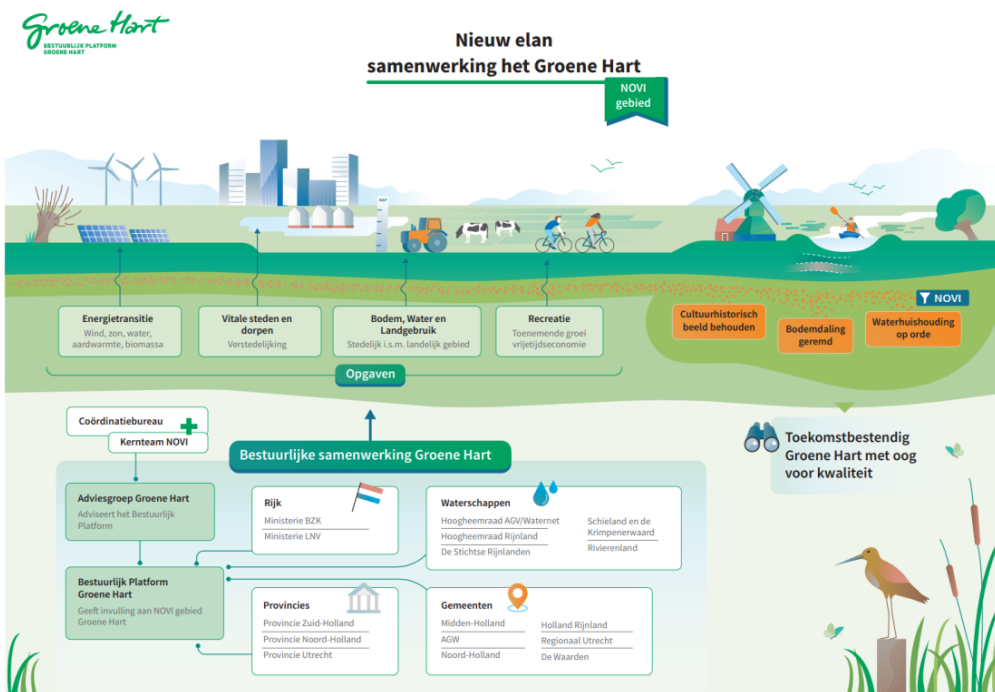 Groene Hart
BESTUURLIJK PLATFORM
GROENE HART
Nieuw elan
samenwerking het Groene Hart
NOVI
gebied
NAP
Energietransitie
Wind, zon, water,
aardwarmte, biomassa
Vitale steden en
dorpen
Verstedelijking
Bodem, Water en
Landgebruik
Stedelijk i.s.m. landelijk gebied
Recreatie
Toenemende groei
vrijetijdseconomie
Opgaven
NOVI
Cultuurhistorisch
beeld behouden
Bodemdaling
geremd
Waterhuishouding
op orde
Toekomstbestendig
Groene Hart met oog
voor kwaliteit
Coördinatiebureau
Kernteam NOVI
Bestuurlijke samenwerking Groene Hart
Adviesgroep Groene Hart
Adviseert het Bestuurlijk
Platform
Bestuurlijk Platform
Groene Hart
Geeft invulling aan NOVI gebied
Groene Hart
Rijk
Ministerie BZK
Ministerie LNV
Waterschappen
Hoogheemraad AGV/Waternet
Hoogheemraad Rijnland
De Stichtse Rijnlanden
Schieland en de
Krimpenerwaard
Rivierenland
Provincies
Provincie Zuid-Holland
Provincie Noord-Holland
Provincie Utrecht
Gemeenten
Midden-Holland
AGW
Noord-Holland
Holland Rijnland
Regionaal Utrecht
De Waarden